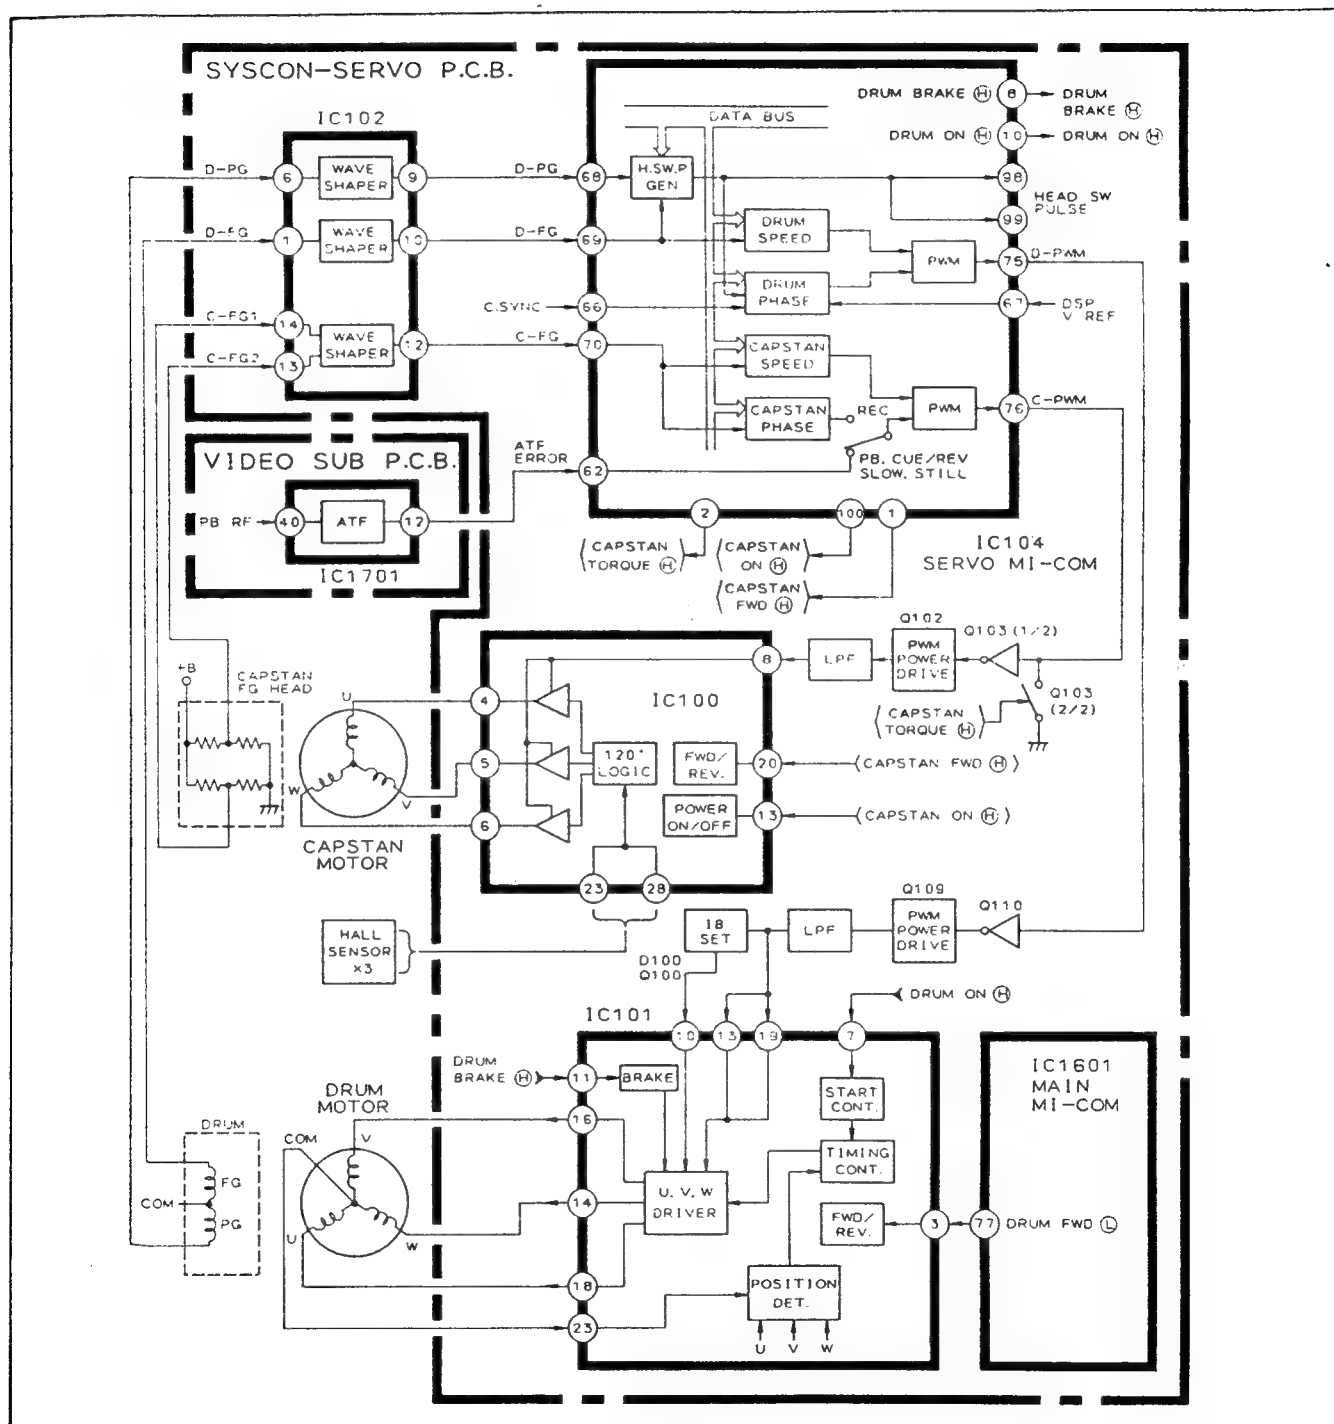 SYSCON-SERVO P.C.B.
IC102
D-PG
6
WAVE
SHAPER
9
D-PG
68
D-FG
1
WAVE
SHAPER
10
D-FG
69
C-FG1
14
C-FG2
13
WAVE
SHAPER
12
C-FG
70
C.SYNC
66
DATA BUS
H.SW.P
GEN
DRUM
SPEED
DRUM
PHASE
PWM
CAPSTAN
SPEED
CAPSTAN
PHASE
REC
PWM
PB. CUE/REV
SLOW. STILL
DRUM BRAKE Ⓗ
8
DRUM
BRAKE Ⓗ
DRUM ON Ⓗ
10
DRUM ON Ⓗ
98
HEAD SW
PULSE
99
75
D-PWM
67
DSP
V REF
76
C-PWM
VIDEO SUB P.C.B.
PB RF
40
ATF
12
IC1701
ATF
ERROR
62
2
100
1
CAPSTAN
TORQUE Ⓗ
CAPSTAN
ON Ⓗ
CAPSTAN
FWD Ⓗ
IC104
SERVO MI-COM
Q102
Q103 (1/2)
8
LPF
PWM
POWER
DRIVE
Q103
(2/2)
CAPSTAN
TORQUE Ⓗ
+B
CAPSTAN
FG HEAD
U
W
V
CAPSTAN
MOTOR
4
5
6
IC100
120°
LOGIC
FWD/
REV.
20
CAPSTAN FWD Ⓗ
POWER
ON/OFF
13
CAPSTAN ON Ⓗ
23
28
HALL
SENSOR
×3
IB
SET
LPF
Q109
PWM
POWER
DRIVE
Q110
D100
Q100
DRUM ON Ⓗ
IC101
10
13
19
7
DRUM
BRAKE Ⓗ
11
BRAKE
START
CONT.
TIMING
CONT.
16
14
18
23
U, V, W
DRIVER
FWD/
REV.
3
77
DRUM FWD Ⓛ
POSITION
DET.
U
V
W
IC1601
MAIN
MI-COM
DRUM
MOTOR
DRUM
COM
V
FG
COM
PG
U
W